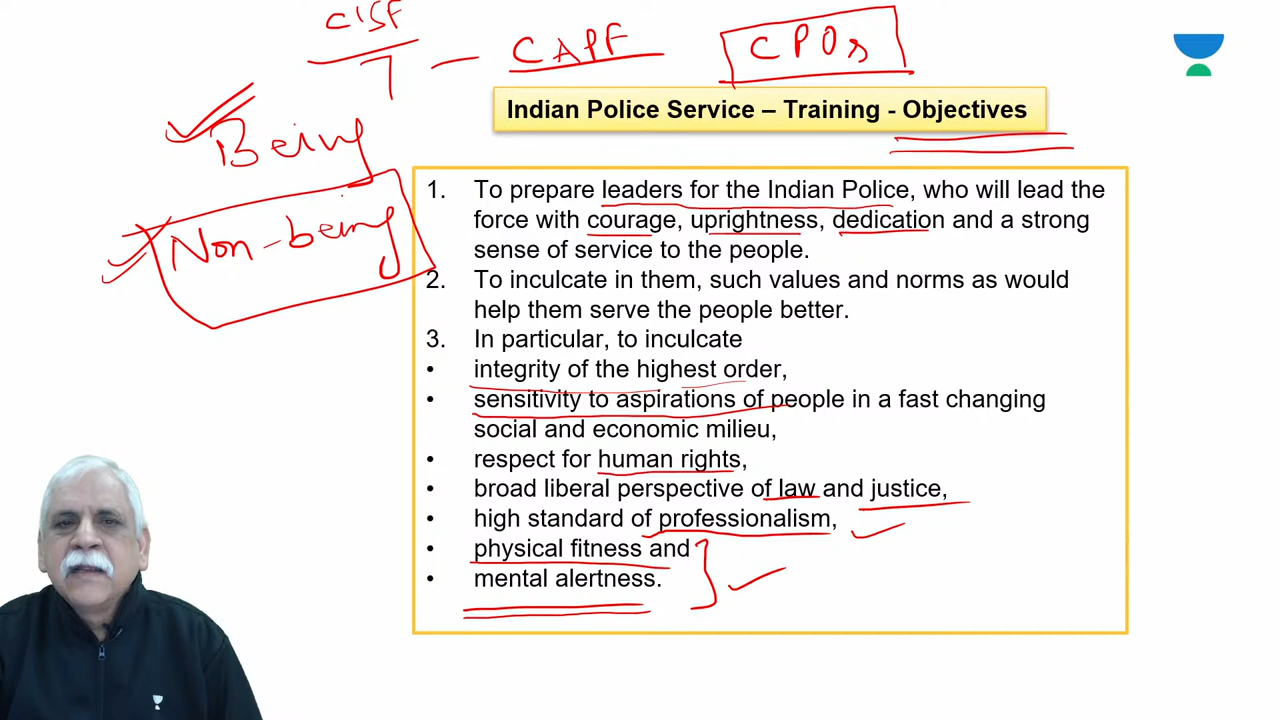 CISF
7 - CAPF CPOs
Indian Police Service – Training - Objectives
Being
Non-being
1. To prepare leaders for the Indian Police, who will lead the
force with courage, uprightness, dedication and a strong
sense of service to the people.
2. To inculcate in them, such values and norms as would
help them serve the people better.
3. In particular, to inculcate
• integrity of the highest order,
• sensitivity to aspirations of people in a fast changing
social and economic milieu,
• respect for human rights,
• broad liberal perspective of law and justice,
• high standard of professionalism,
• physical fitness and
• mental alertness.